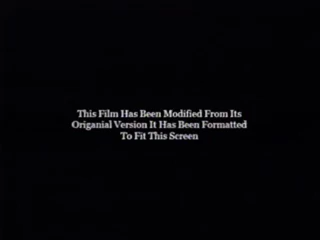 This Film Has Been Modified From Its
Origanial Version It Has Been Formatted
To Fit This Screen